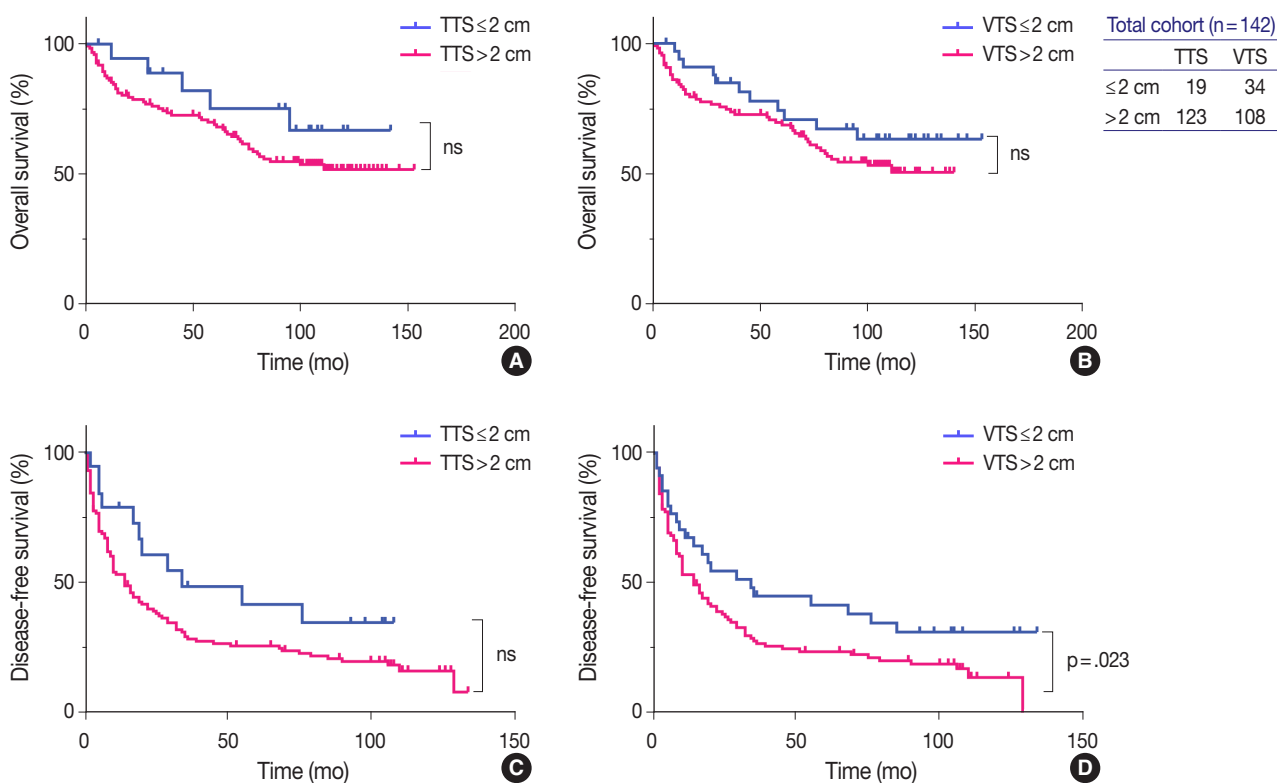 TTS≤2 cm
TTS>2 cm
100
50
0
Overall survival (%)
ns
0 50 100 150 200
Time (mo)
A
VTS≤2 cm
VTS>2 cm
100
50
0
Overall survival (%)
ns
0 50 100 150 200
Time (mo)
B
Total cohort (n=142)
TTS VTS
≤2 cm 19 34
>2 cm 123 108
TTS≤2 cm
TTS>2 cm
100
50
0
Disease-free survival (%)
ns
0 50 100 150
Time (mo)
C
VTS≤2 cm
VTS>2 cm
100
50
0
Disease-free survival (%)
p=.023
0 50 100 150
Time (mo)
D